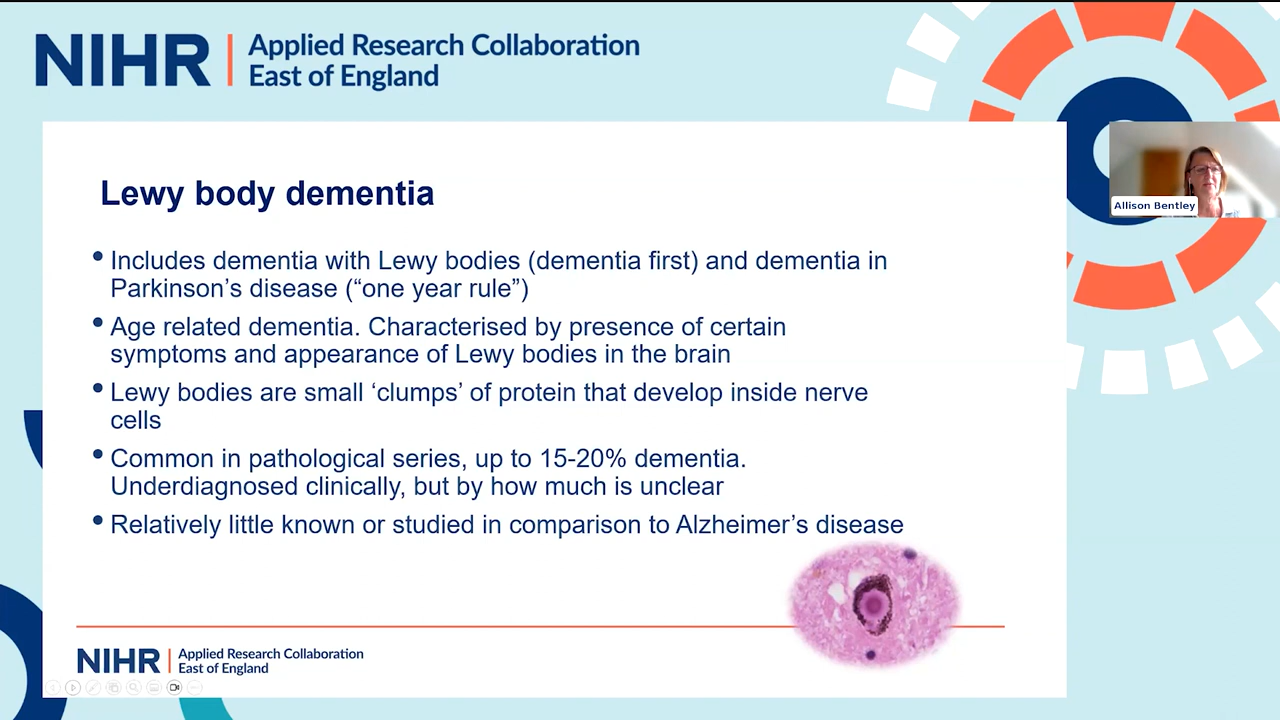 NIHR | Applied Research Collaboration
East of England
Allison Bentley
Lewy body dementia
• Includes dementia with Lewy bodies (dementia first) and dementia in
Parkinson’s disease (“one year rule”)
• Age related dementia. Characterised by presence of certain
symptoms and appearance of Lewy bodies in the brain
• Lewy bodies are small ‘clumps’ of protein that develop inside nerve
cells
• Common in pathological series, up to 15-20% dementia.
Underdiagnosed clinically, but by how much is unclear
• Relatively little known or studied in comparison to Alzheimer’s disease
NIHR | Applied Research Collaboration
East of England